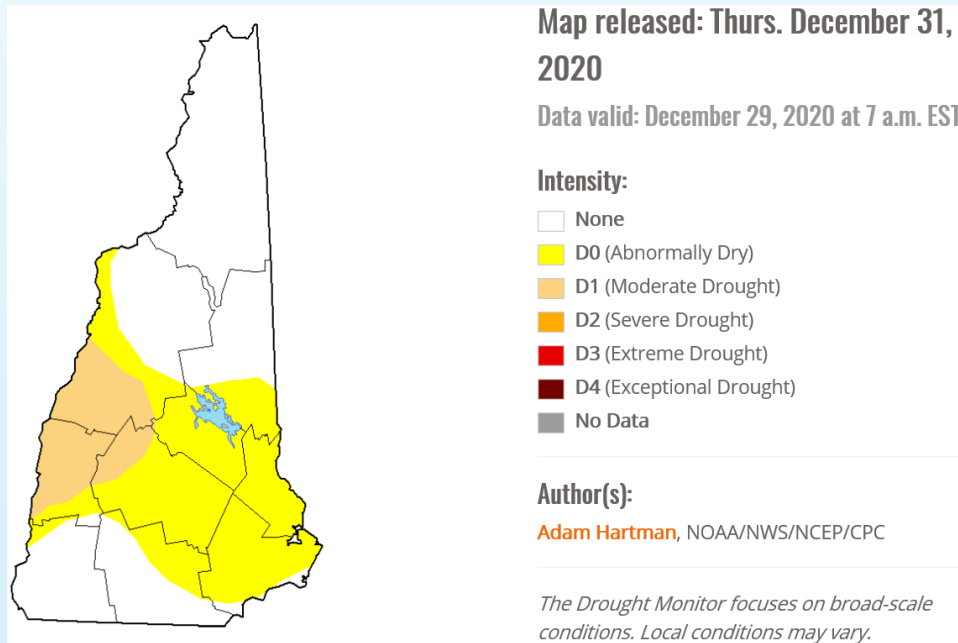 Map released: Thurs. December 31,
2020
Data valid: December 29, 2020 at 7 a.m. EST
Intensity:
None
D0 (Abnormally Dry)
D1 (Moderate Drought)
D2 (Severe Drought)
D3 (Extreme Drought)
D4 (Exceptional Drought)
No Data
Author(s):
Adam Hartman, NOAA/NWS/NCEP/CPC
The Drought Monitor focuses on broad-scale
conditions. Local conditions may vary.